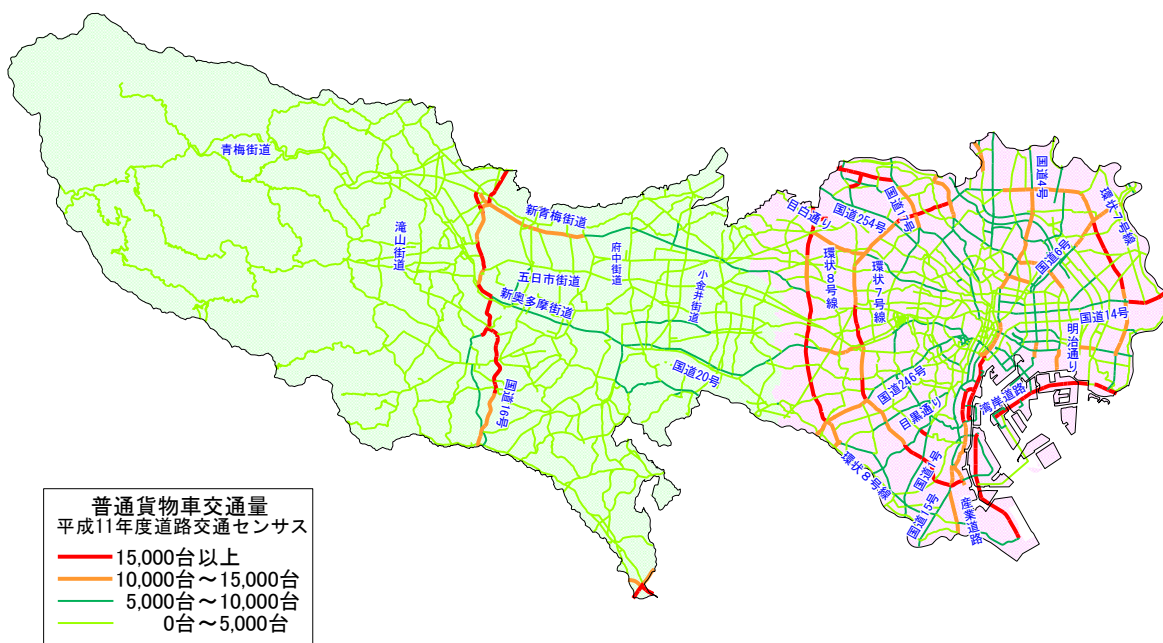 青梅街道
滝山街道
新青梅街道
五日市街道
新奥多摩街道
府中街道
小金井街道
国道20号
国道16号
目白通り
国道254号
国道17号
国道4号
環状7号線
国道6号
環状8号線
環状7号線
国道14号
明治通り
国道246号
目黒通り
湾岸道路
環状8号線
国道1号
国道15号
産業道路
普通貨物車交通量
平成11年度道路交通センサス
15,000台以上
10,000台～15,000台
5,000台～10,000台
0台～5,000台